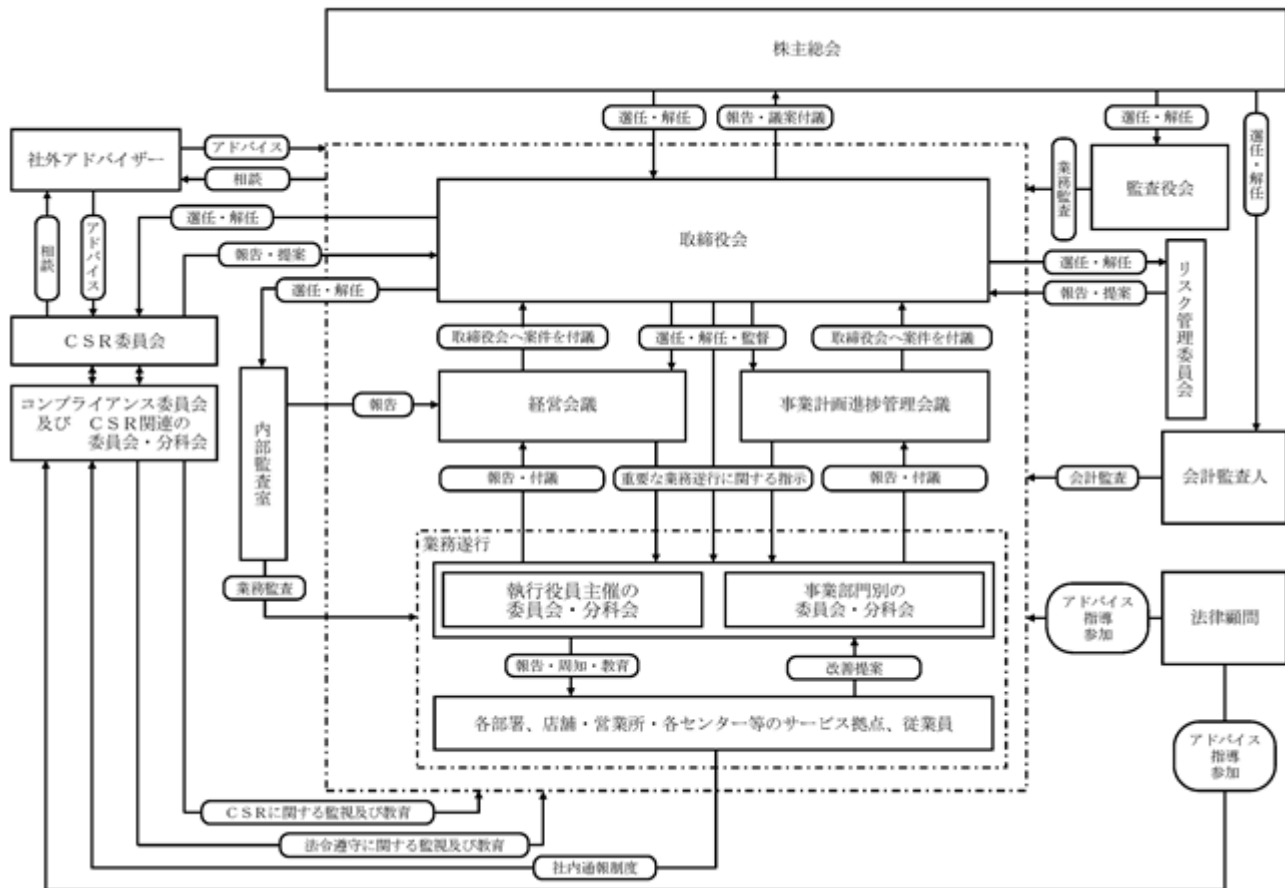 株主総会
選任・解任
報告・議案付議
選任・解任
選任・解任
社外アドバイザー
アドバイス
相談
業務監査
監査役会
相談
アドバイス
選任・解任
報告・提案
取締役会
選任・解任
報告・提案
リスク管理委員会
選任・解任
CSR委員会
取締役会へ案件を付議
選任・解任・監督
取締役会へ案件を付議
コンプライアンス委員会
及び CSR関連の
委員会・分科会
内部監査室
報告
経営会議
事業計画進捗管理会議
報告・付議
重要な業務遂行に関する指示
報告・付議
会計監査
会計監査人
業務遂行
業務監査
執行役員主催の
委員会・分科会
事業部門別の
委員会・分科会
アドバイス
指導
参加
法律顧問
報告・周知・教育
改善提案
各部署、店舗・営業所・各センター等のサービス拠点、従業員
アドバイス
指導
参加
CSRに関する監視及び教育
法令遵守に関する監視及び教育
社内通報制度